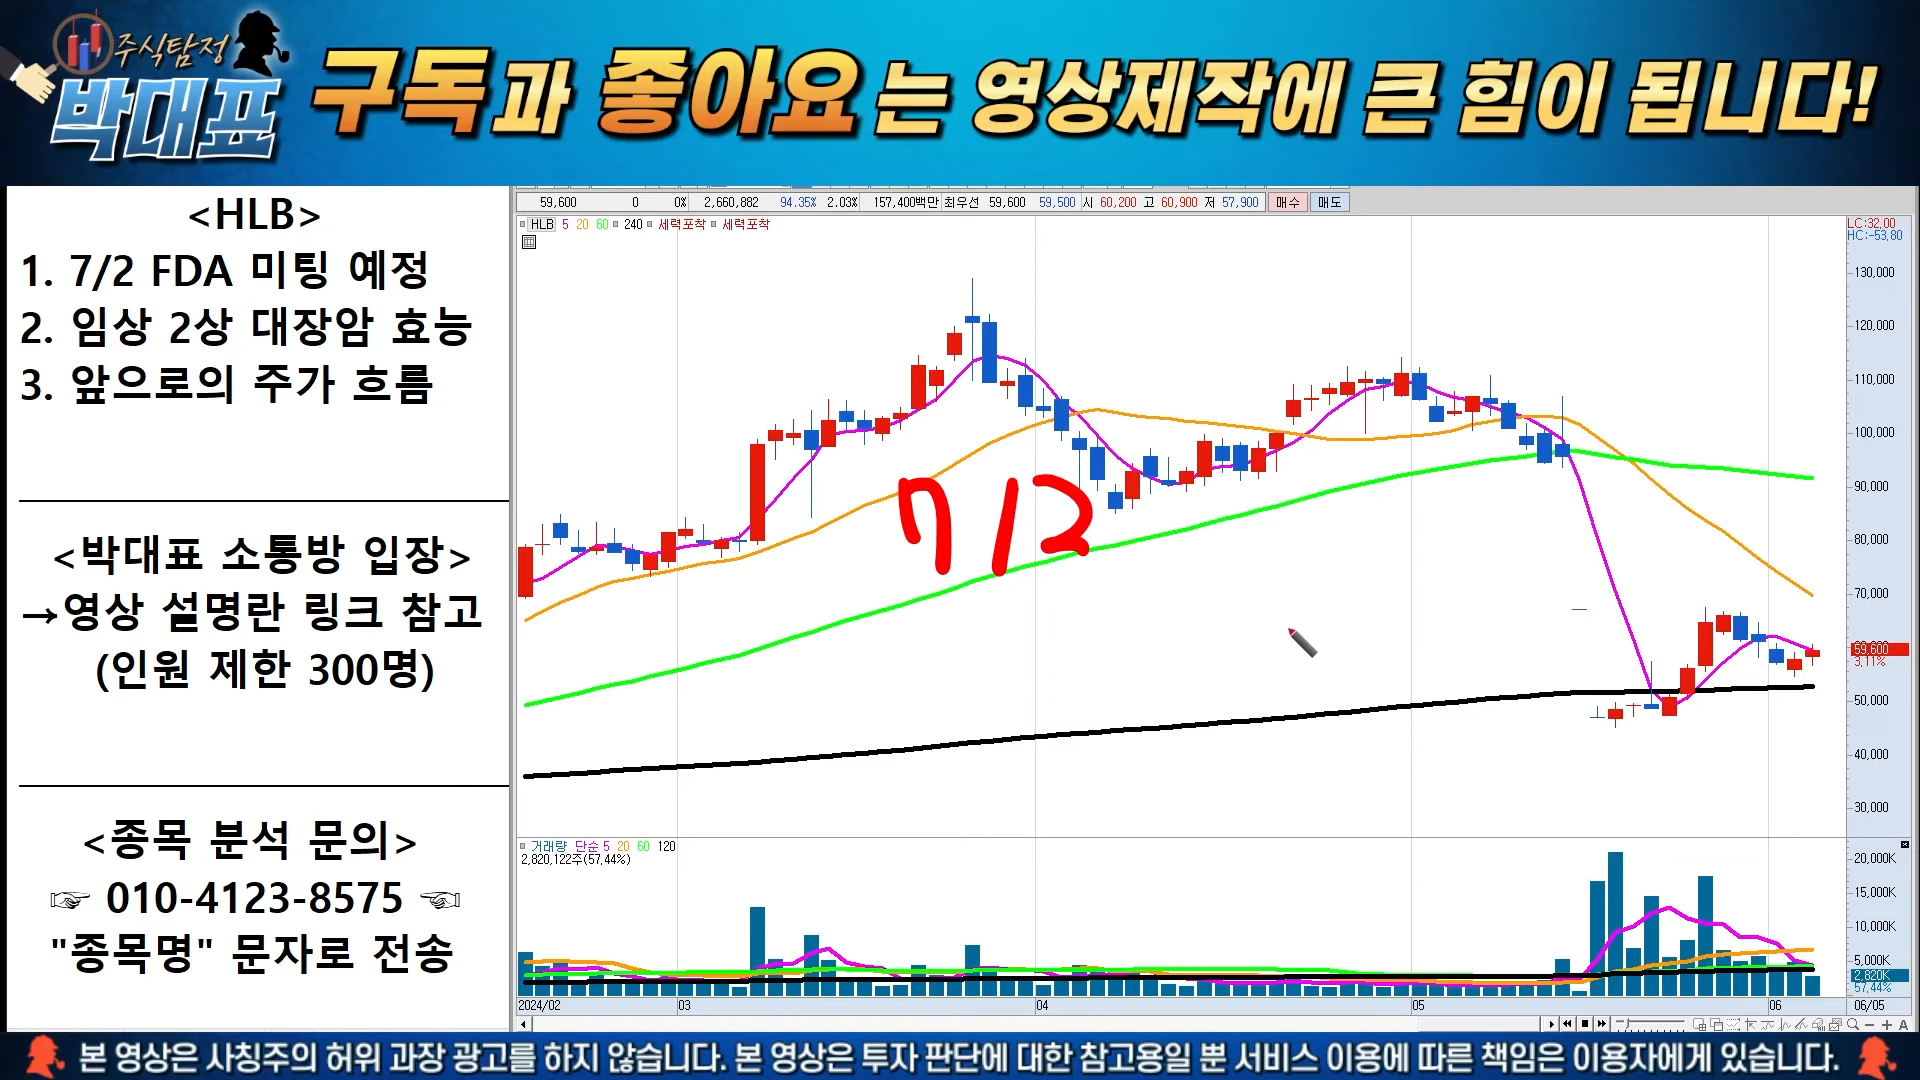 주식탐정
박대표
구독과 좋아요는 영상제작에 큰 힘이 됩니다!
<HLB>
1. 7/2 FDA 미팅 예정
2. 임상 2상 대장암 효능
3. 앞으로의 주가 흐름
<박대표 소통방 입장>
→영상 설명란 링크 참고
(인원 제한 300명)
<종목 분석 문의>
☞ 010-4123-8575 ☜
"종목명" 문자로 전송
59,600 0 0% 2,660,882 94.35% 2.03% 157,400백만 최우선 59,600 59,500 시 60,200 고 60,900 저 57,900 매수 매도
HLB 5 20 60 240 세력포착 세력포착
LC:32,00
HC:-53,80
130,000
120,000
110,000
100,000
90,000
80,000
70,000
59,600
3,11%
50,000
40,000
30,000
7/2
거래량 단순 5 20 60 120
2,820,122주(57,44%)
20,000K
15,000K
10,000K
5,000K
2,820K
57,44%
2024/02 03 04 05 06 06/05
본 영상은 사칭주의 허위 과장 광고를 하지 않습니다. 본 영상은 투자 판단에 대한 참고용일 뿐 서비스 이용에 따른 책임은 이용자에게 있습니다.